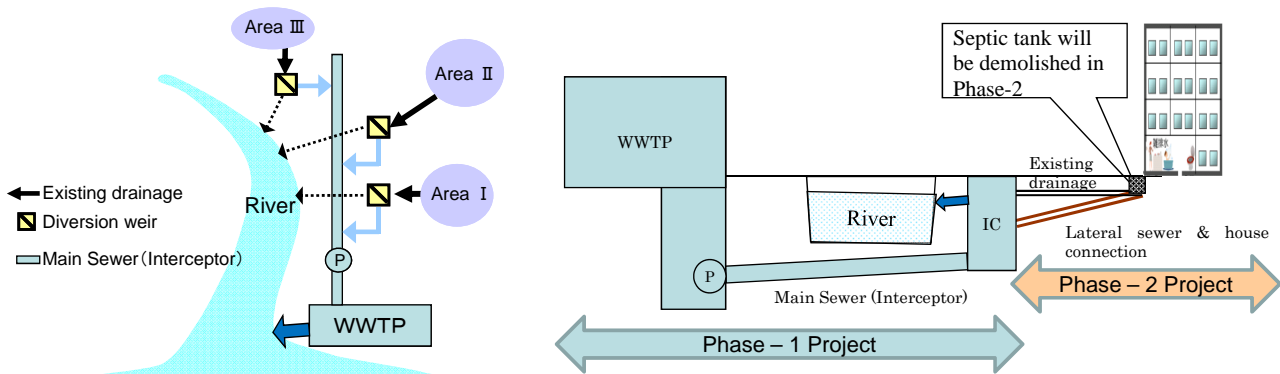 Area Ⅲ
Area Ⅱ
Area Ⅰ
River
P
WWTP
Existing drainage
Diversion weir
Main Sewer（Interceptor）
Septic tank will
be demolished in
Phase-2
WWTP
River
IC
P
Existing
drainage
Main Sewer (Interceptor)
Lateral sewer & house
connection
Phase – 1 Project
Phase – 2 Project